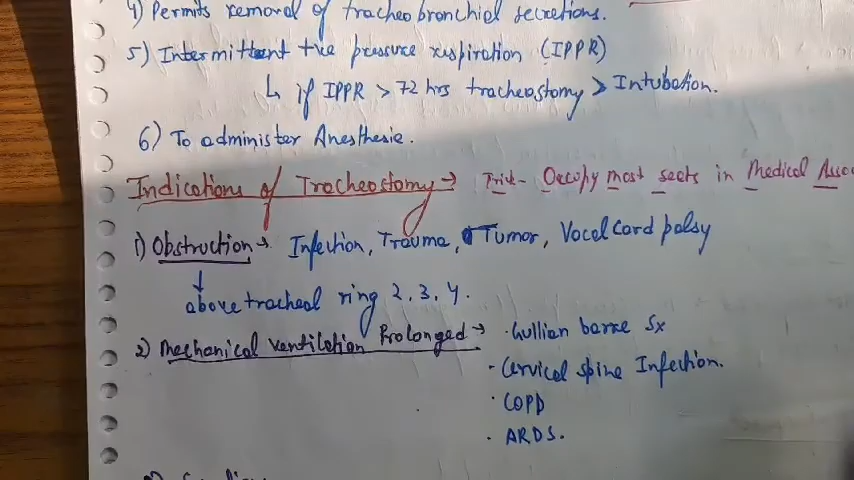 4) Permits removal of tracheobronchial secretions.
5) Intermittent +ve pressure respiration (IPPR)
↳ if IPPR > 72 hrs tracheostomy > Intubation.
6) To administer Anesthesia.
Indications of Tracheostomy → Trick- Occupy most seats in Medical Asso
1) Obstruction → Infection, Trauma, Tumor, Vocal Cord palsy
↓
above tracheal ring 2, 3, 4.
2) Mechanical ventilation Prolonged → · Gullian barre Sx
- Cervical spine Infection.
· COPD
· ARDS.